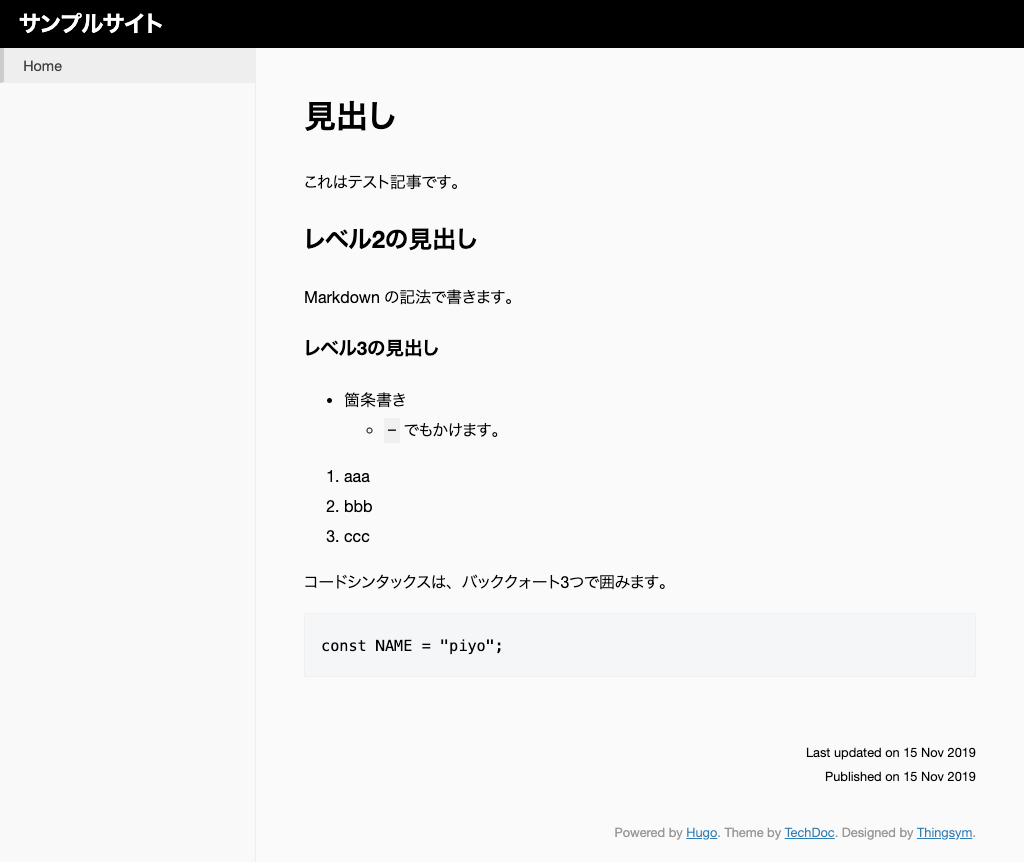 サンプルサイト
Home
見出し
これはテスト記事です。
レベル2の見出し
Markdown の記法で書きます。
レベル3の見出し
• 箇条書き
◦ - でもかけます。
1. aaa
2. bbb
3. ccc
コードシンタックスは、バッククォート3つで囲みます。
const NAME = "piyo";
Last updated on 15 Nov 2019
Published on 15 Nov 2019
Powered by Hugo. Theme by TechDoc. Designed by Thingsym.